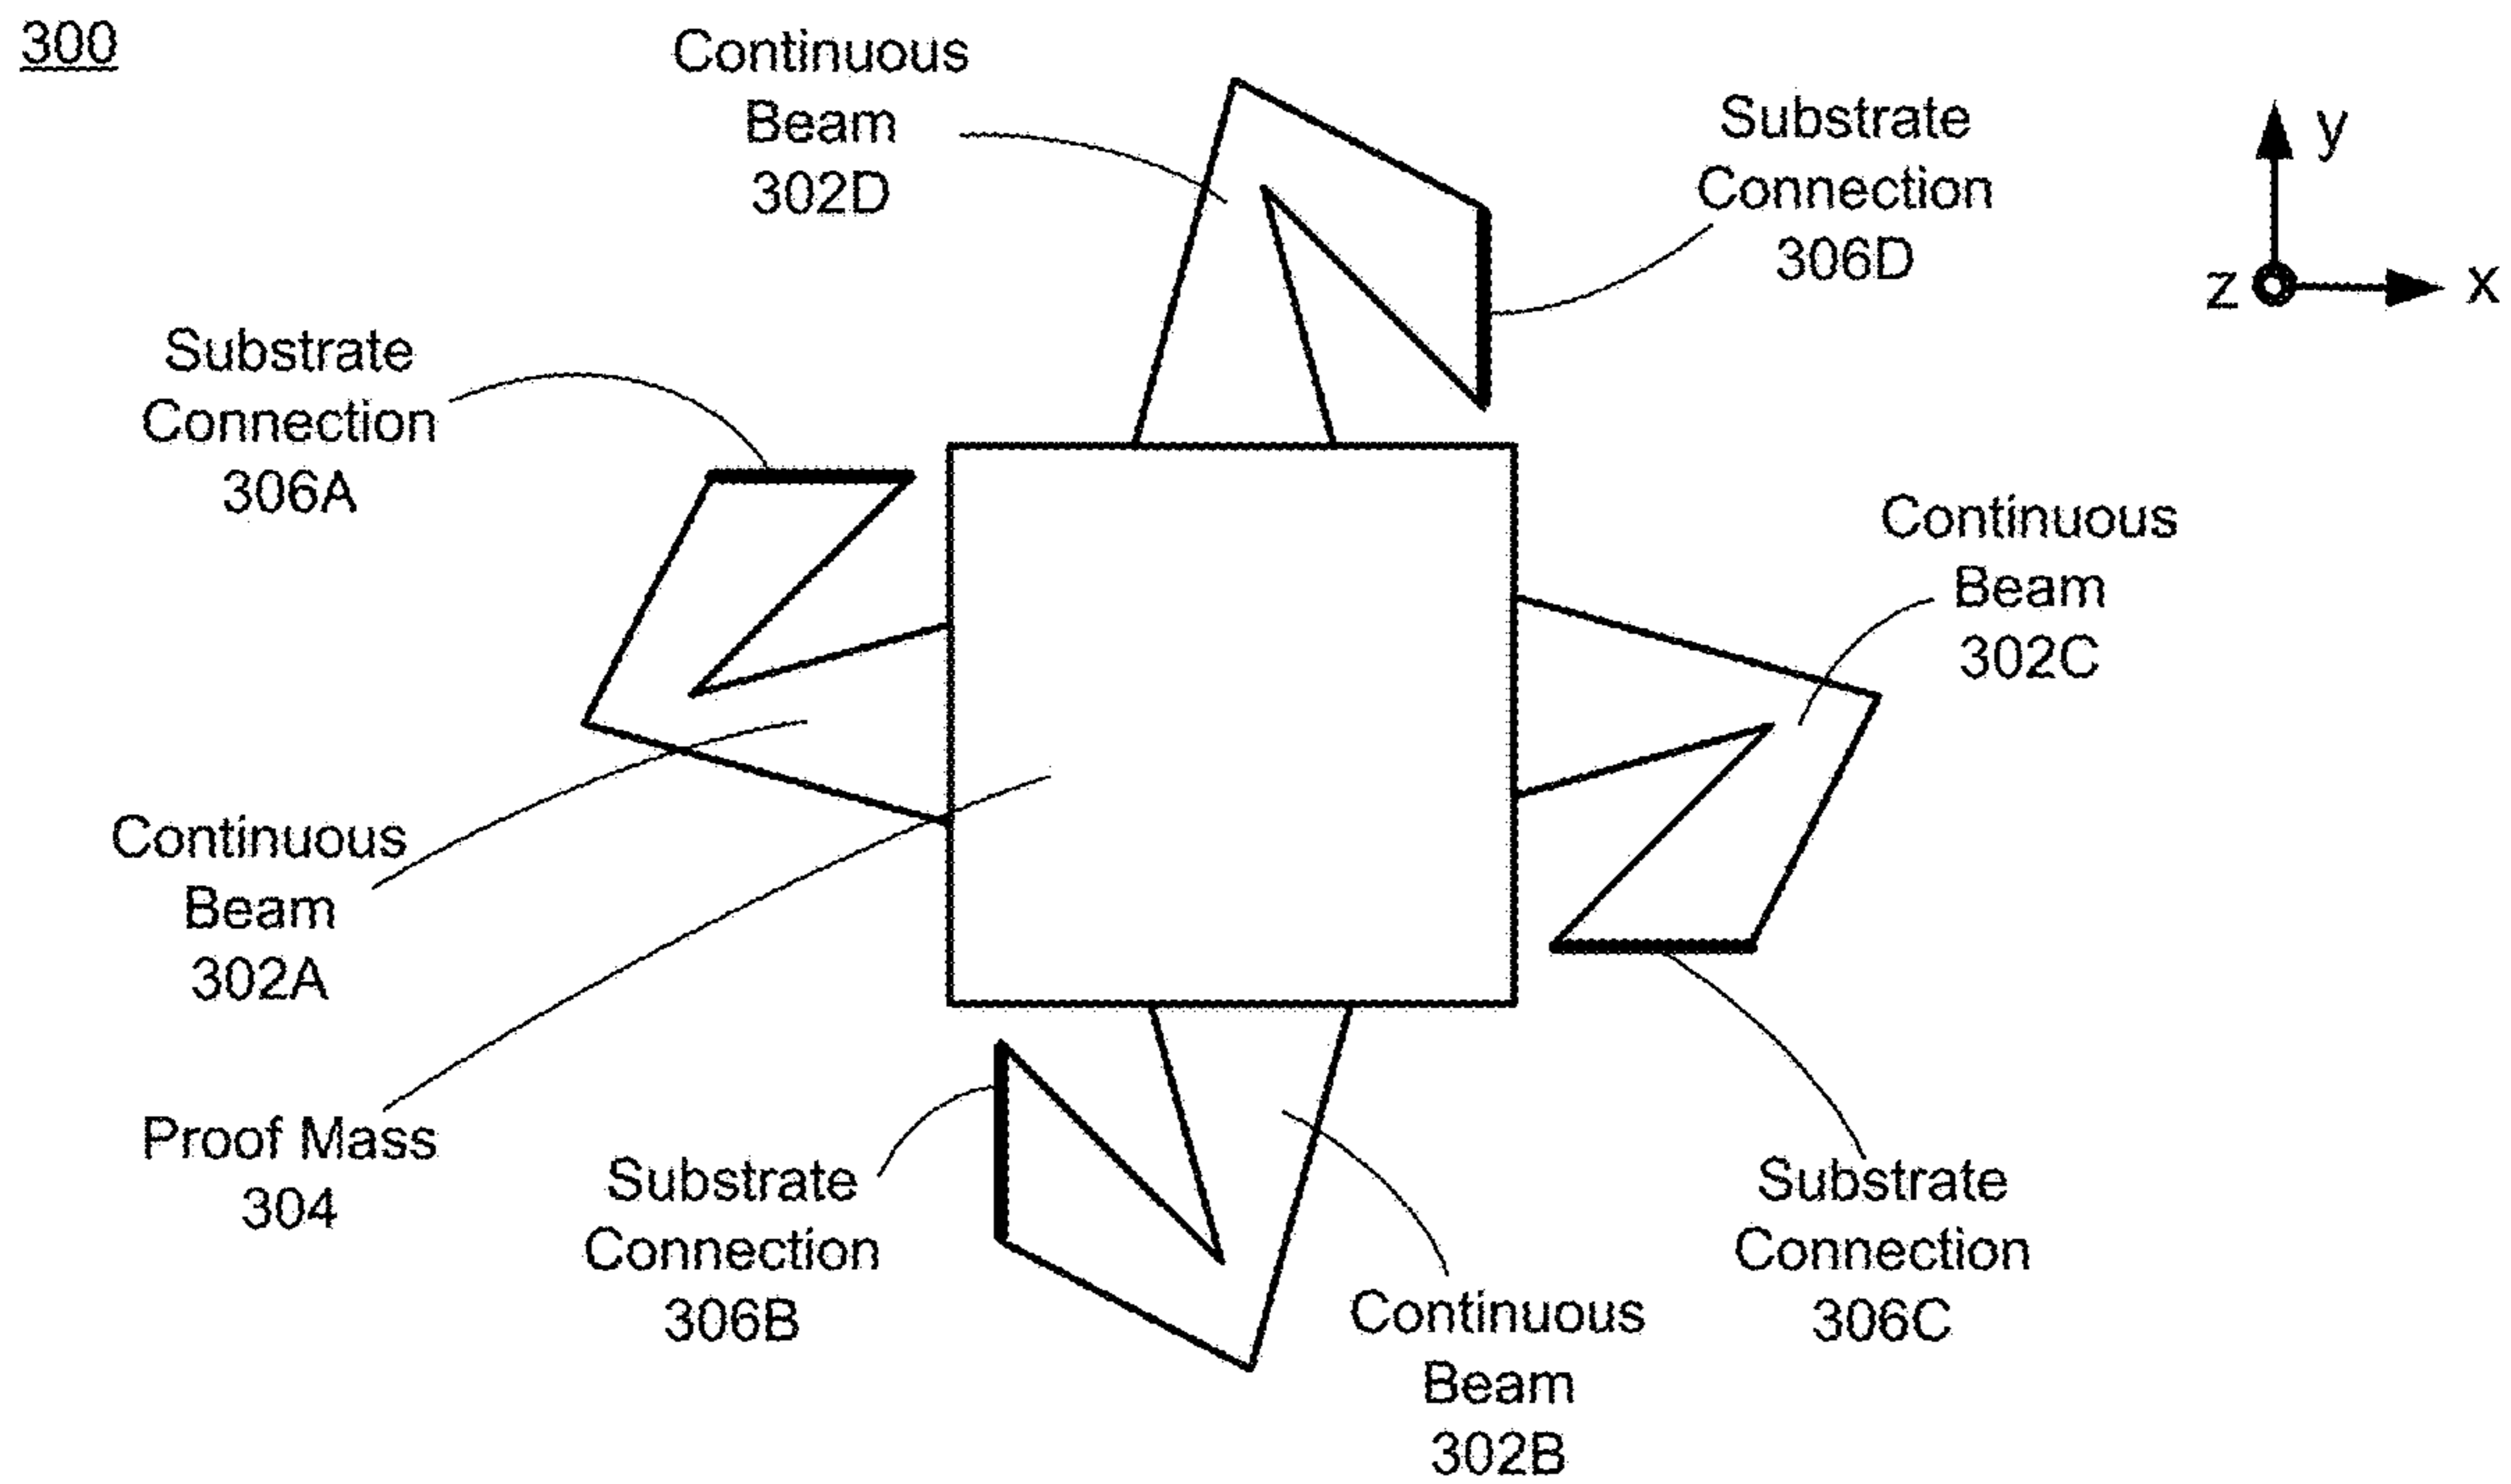 300
Continuous
Beam
302D
Substrate
Connection
306D
y
z
x
Substrate
Connection
306A
Continuous
Beam
302C
Continuous
Beam
302A
Proof Mass
304
Substrate
Connection
306B
Continuous
Beam
302B
Substrate
Connection
306C